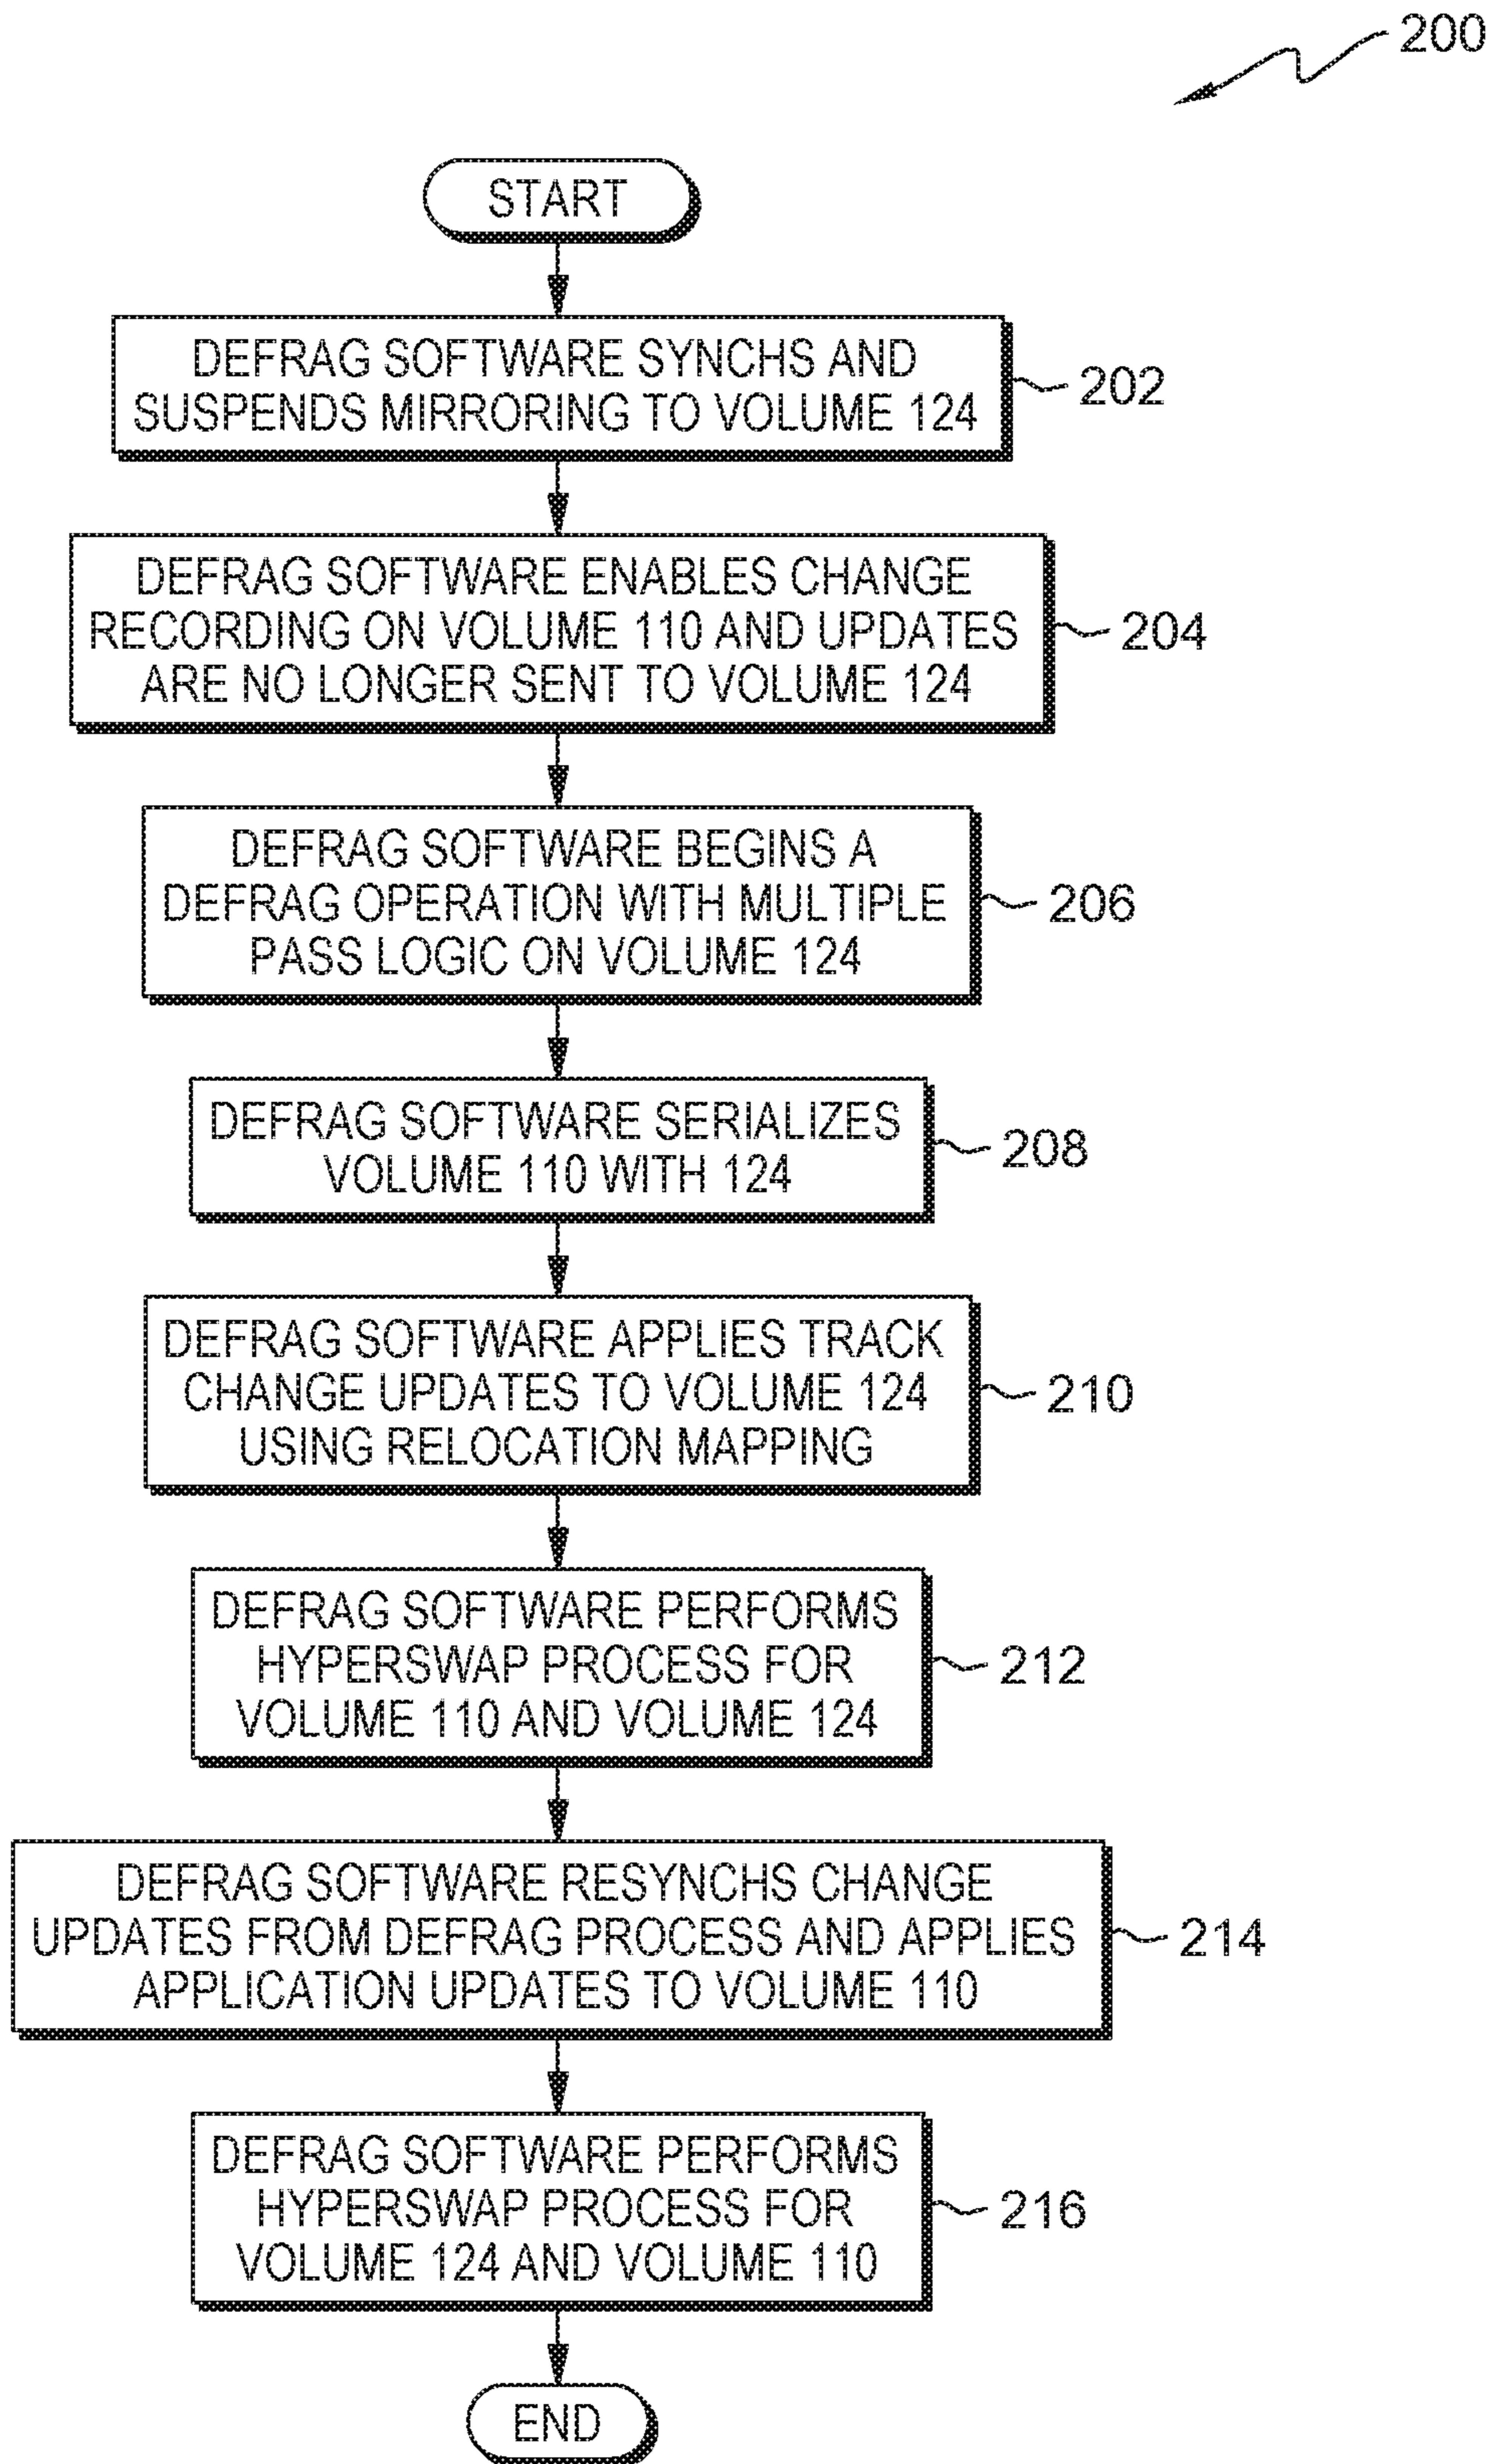 200
START
DEFRAG SOFTWARE SYNCHS AND
SUSPENDS MIRRORING TO VOLUME 124
202
DEFRAG SOFTWARE ENABLES CHANGE
RECORDING ON VOLUME 110 AND UPDATES
ARE NO LONGER SENT TO VOLUME 124
204
DEFRAG SOFTWARE BEGINS A
DEFRAG OPERATION WITH MULTIPLE
PASS LOGIC ON VOLUME 124
206
DEFRAG SOFTWARE SERIALIZES
VOLUME 110 WITH 124
208
DEFRAG SOFTWARE APPLIES TRACK
CHANGE UPDATES TO VOLUME 124
USING RELOCATION MAPPING
210
DEFRAG SOFTWARE PERFORMS
HYPERSWAP PROCESS FOR
VOLUME 110 AND VOLUME 124
212
DEFRAG SOFTWARE RESYNCHS CHANGE
UPDATES FROM DEFRAG PROCESS AND APPLIES
APPLICATION UPDATES TO VOLUME 110
214
DEFRAG SOFTWARE PERFORMS
HYPERSWAP PROCESS FOR
VOLUME 124 AND VOLUME 110
216
END